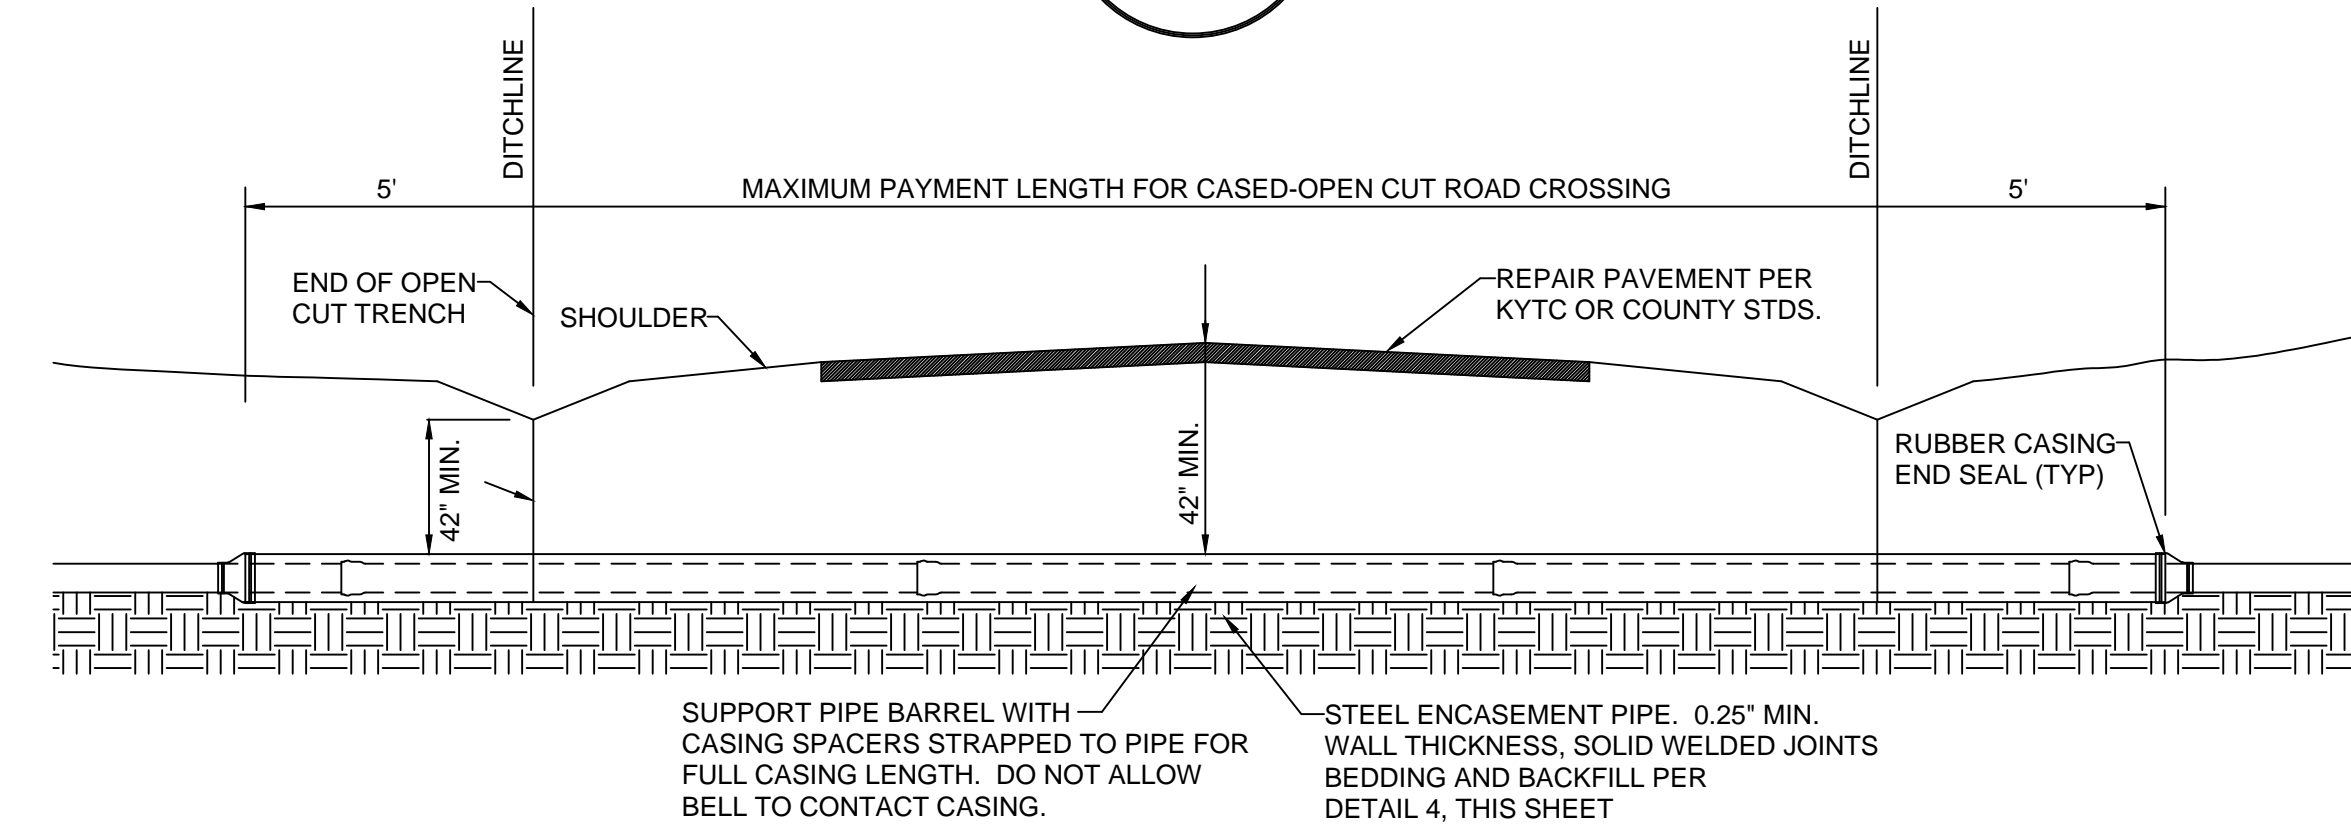 DITCHLINE
DITCHLINE
5'
MAXIMUM PAYMENT LENGTH FOR CASED-OPEN CUT ROAD CROSSING
5'
END OF OPEN
CUT TRENCH
SHOULDER
REPAIR PAVEMENT PER
KYTC OR COUNTY STDS.
42" MIN.
42" MIN.
RUBBER CASING
END SEAL (TYP)
SUPPORT PIPE BARREL WITH
CASING SPACERS STRAPPED TO PIPE FOR
FULL CASING LENGTH. DO NOT ALLOW
BELL TO CONTACT CASING.
STEEL ENCASEMENT PIPE. 0.25" MIN.
WALL THICKNESS, SOLID WELDED JOINTS
BEDDING AND BACKFILL PER
DETAIL 4, THIS SHEET